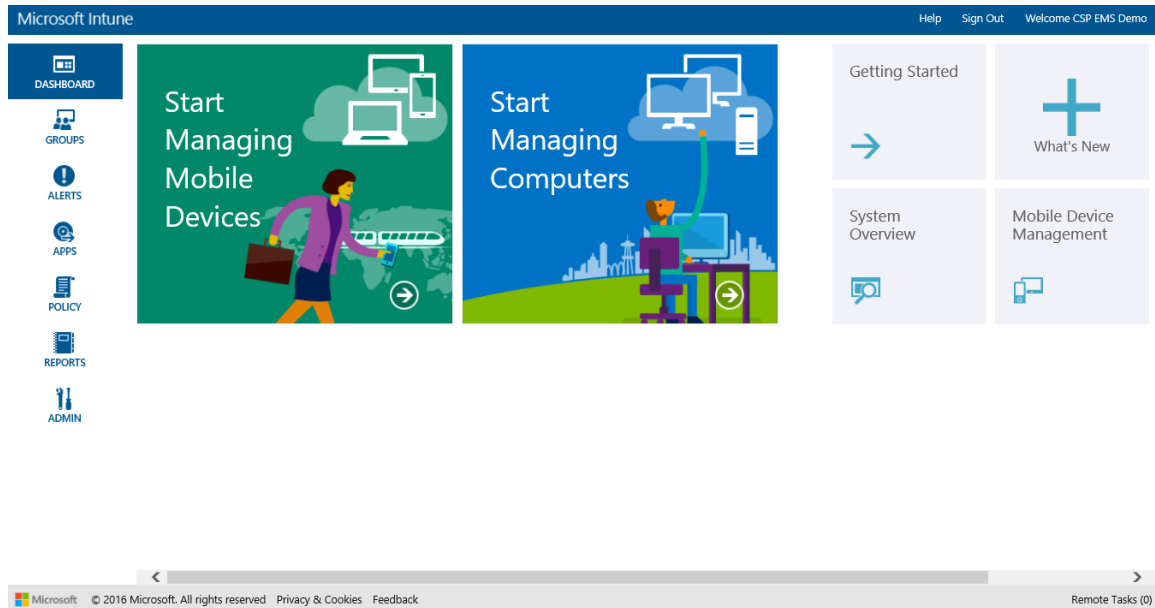 Microsoft Intune
Help Sign Out Welcome CSP EMS Demo
DASHBOARD
GROUPS
ALERTS
APPS
POLICY
REPORTS
ADMIN
Start
Managing
Mobile
Devices
Start
Managing
Computers
Getting Started
What's New
System
Overview
Mobile Device
Management
Microsoft © 2016 Microsoft. All rights reserved Privacy & Cookies Feedback
Remote Tasks (0)